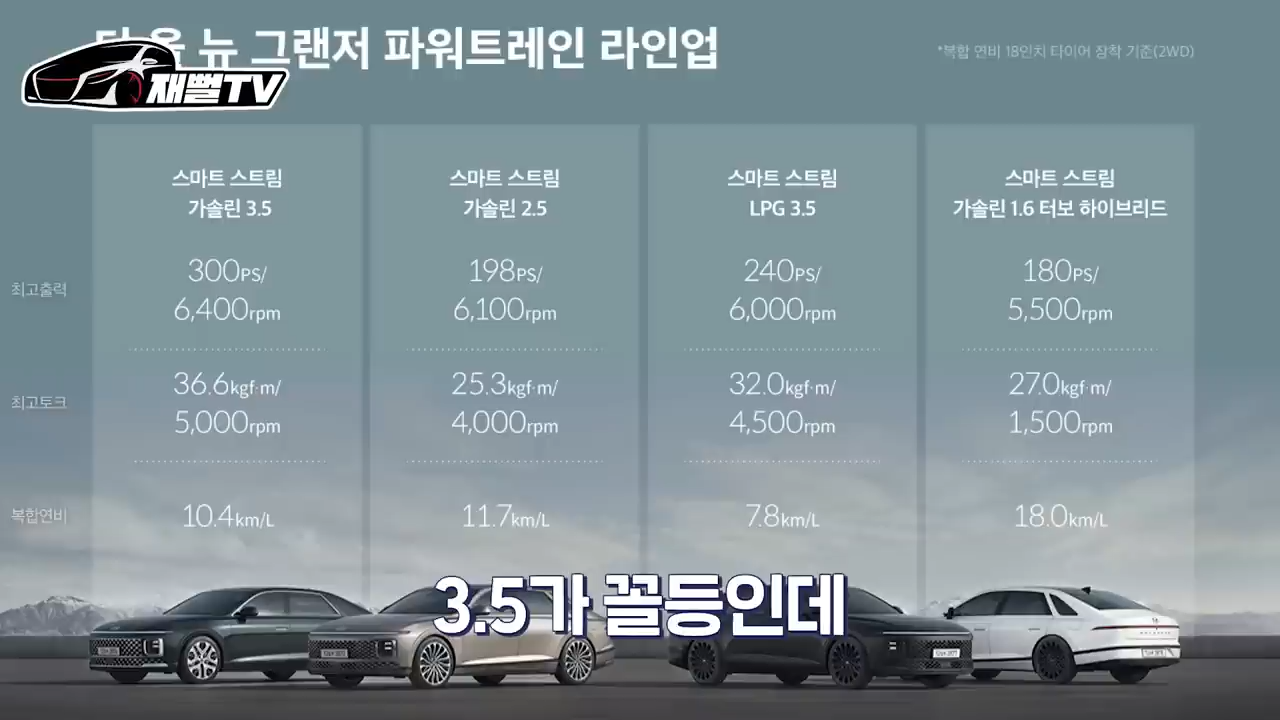 뉴 그랜저 파워트레인 라인업
*복합 연비 18인치 타이어 장착 기준(2WD)
재뻘TV
스마트 스트림
가솔린 3.5
스마트 스트림
가솔린 2.5
스마트 스트림
LPG 3.5
스마트 스트림
가솔린 1.6 터보 하이브리드
최고출력
300PS/
6,400rpm
198PS/
6,100rpm
240PS/
6,000rpm
180PS/
5,500rpm
최고토크
36.6kgf·m/
5,000rpm
25.3kgf·m/
4,000rpm
32.0kgf·m/
4,500rpm
27.0kgf·m/
1,500rpm
복합연비
10.4km/L
11.7km/L
7.8km/L
18.0km/L
3.5가 꼴등인데